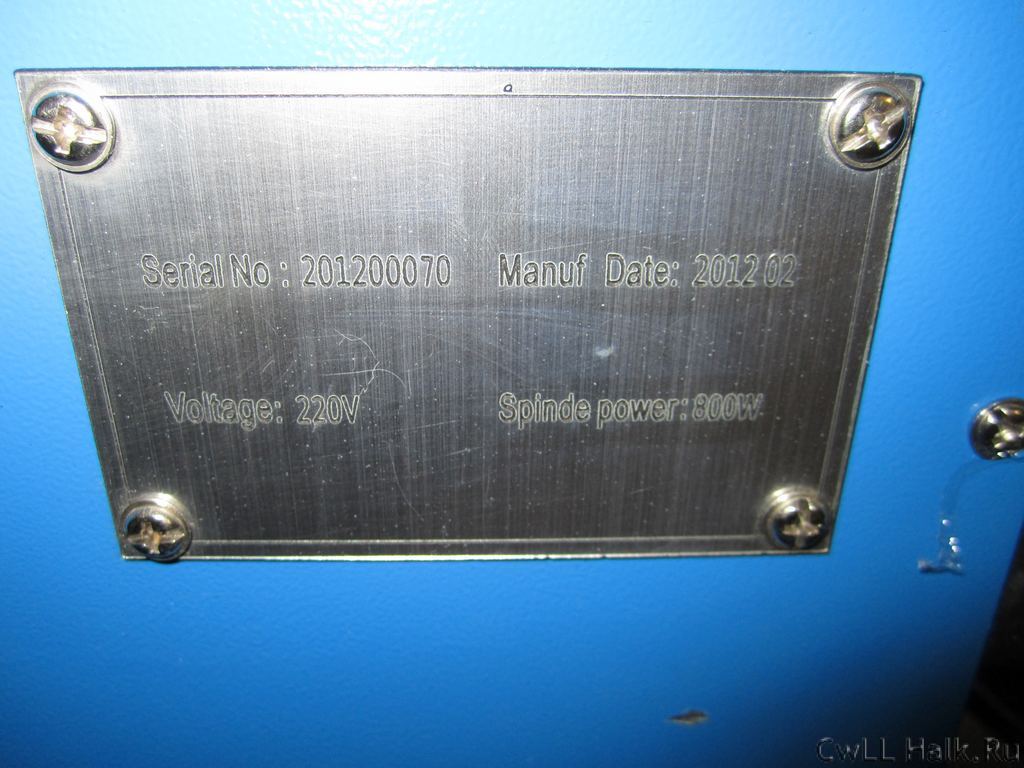 Serial No : 201200070 Manuf Date: 2012 02
Voltage: 220V Spinde power: 800W
CwLL Halk.Ru